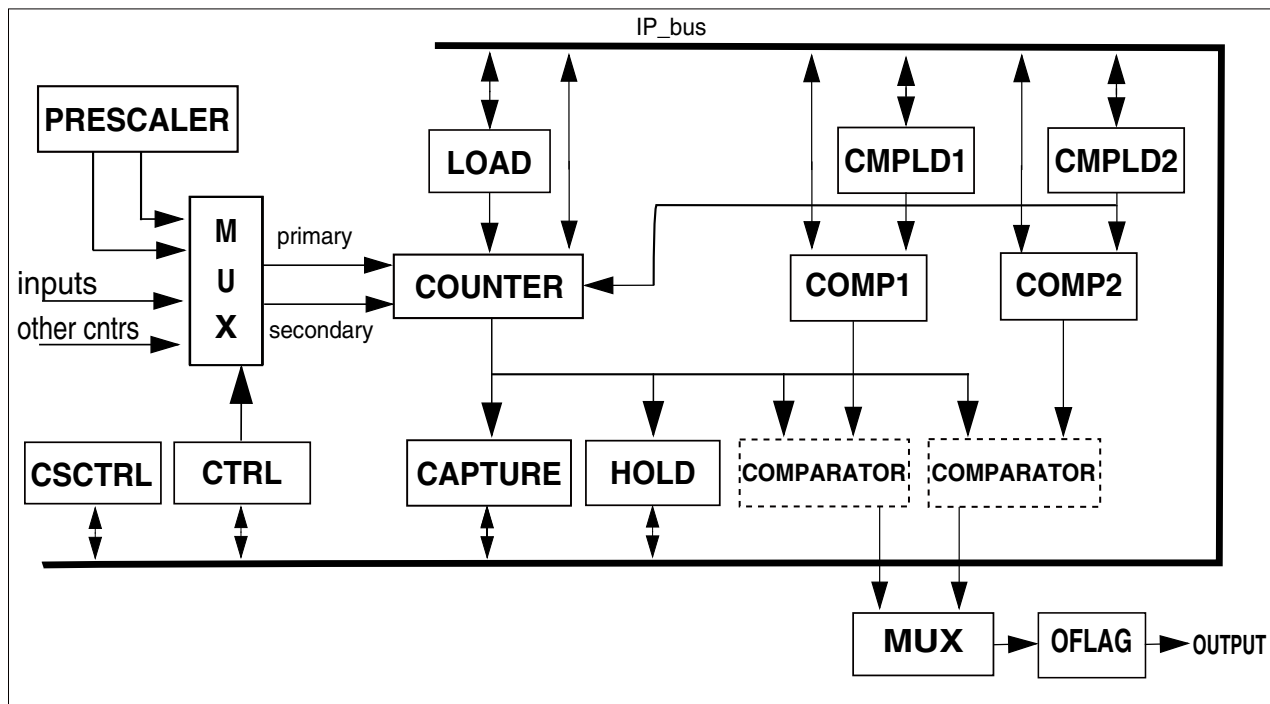 IP_bus
PRESCALER
LOAD
CMPLD1
CMPLD2
M
U
X
primary
secondary
inputs
other cntrs
COUNTER
COMP1
COMP2
CSCTRL
CTRL
CAPTURE
HOLD
COMPARATOR
COMPARATOR
MUX
OFLAG
OUTPUT